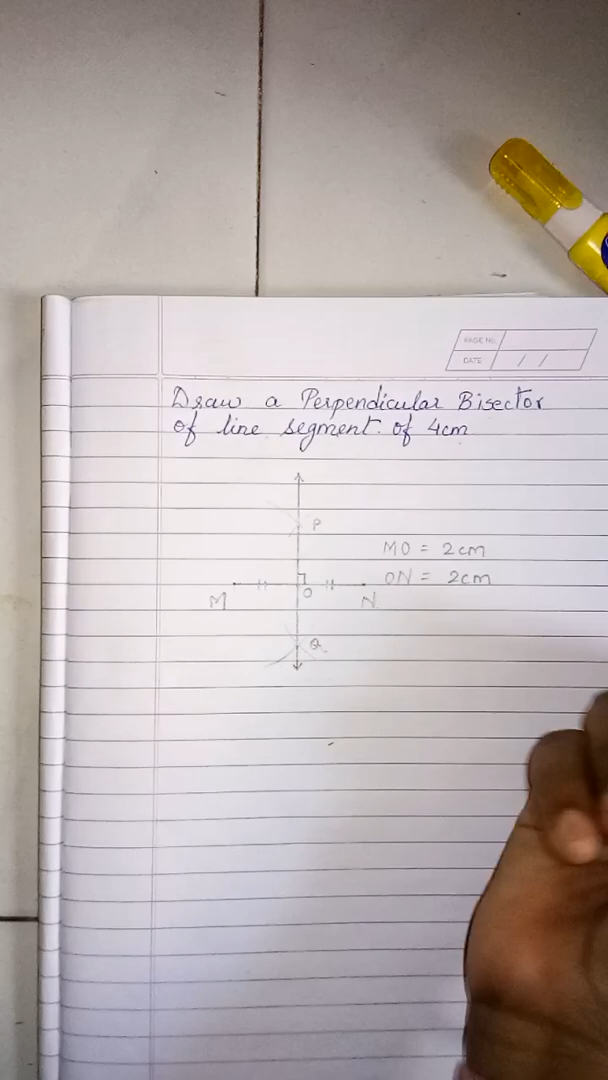 PAGE NO.
DATE / /
Draw a Perpendicular Bisector
of line segment. of 4cm
P
MO = 2cm
ON = 2cm
M O N
Q